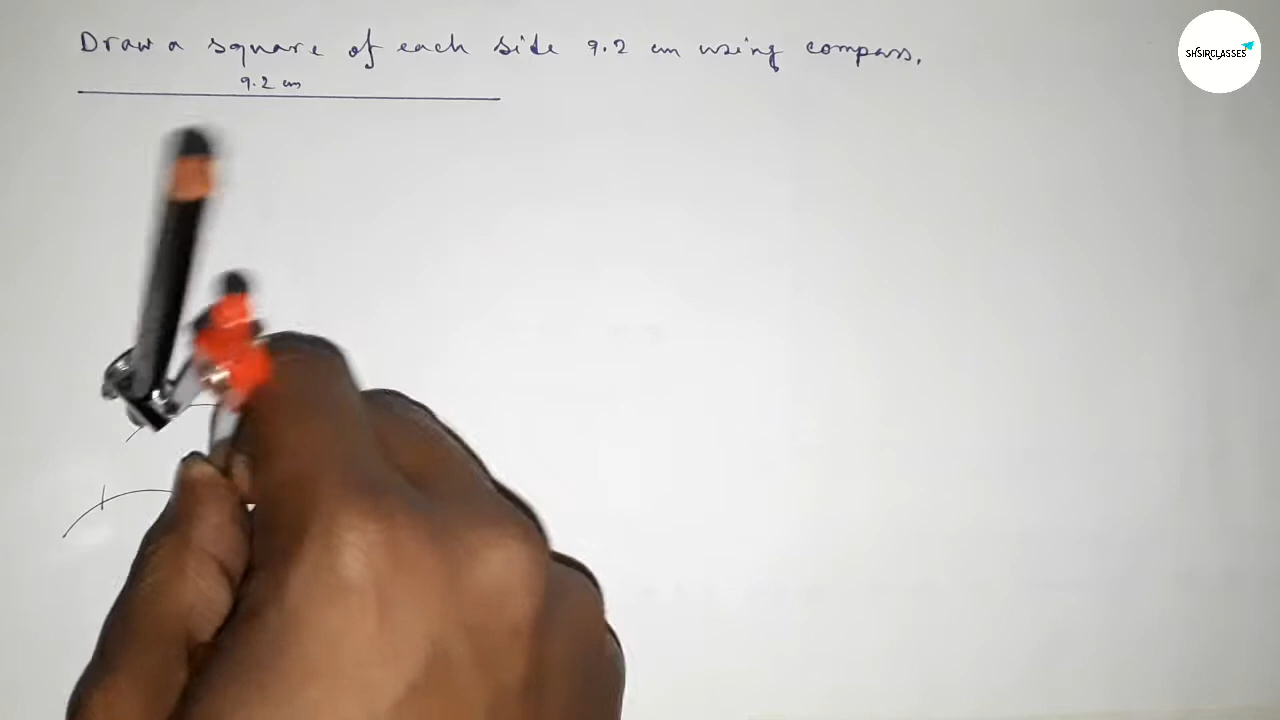 Draw a square of each side 9.2 cm using compass.
9.2 cm
SHSIRCLASSES